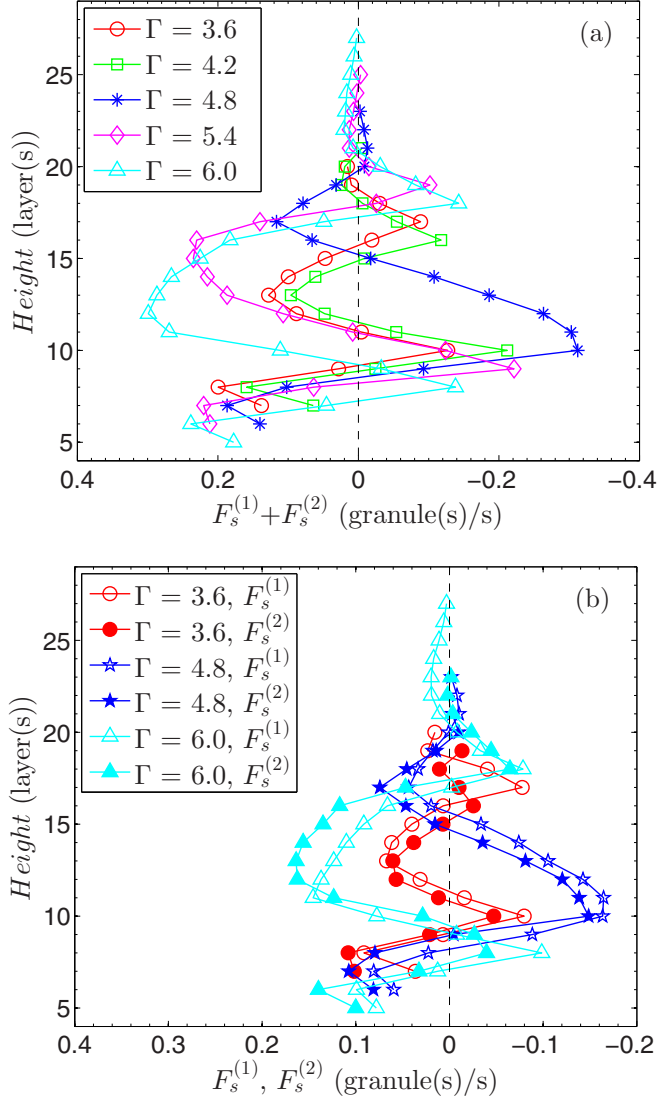 (a)
Γ = 3.6
Γ = 4.2
Γ = 4.8
Γ = 5.4
Γ = 6.0
25
20
15
10
5
Height (layer(s))
0.4 0.2 0 −0.2 −0.4
F_s^(1)+F_s^(2) (granule(s)/s)
(b)
Γ = 3.6, F_s^(1)
Γ = 3.6, F_s^(2)
Γ = 4.8, F_s^(1)
Γ = 4.8, F_s^(2)
Γ = 6.0, F_s^(1)
Γ = 6.0, F_s^(2)
25
20
15
10
5
Height (layer(s))
0.4 0.3 0.2 0.1 0 −0.1 −0.2
F_s^(1), F_s^(2) (granule(s)/s)